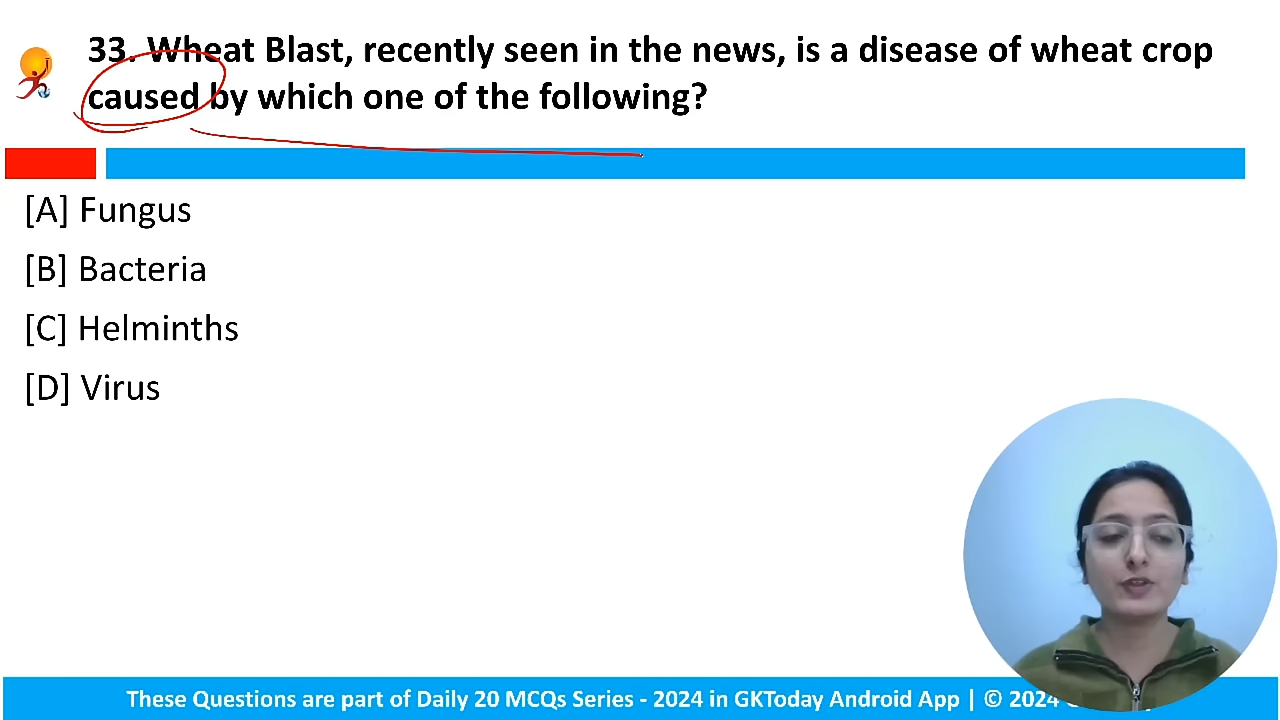 33. Wheat Blast, recently seen in the news, is a disease of wheat crop
caused by which one of the following?
[A] Fungus
[B] Bacteria
[C] Helminths
[D] Virus
These Questions are part of Daily 20 MCQs Series - 2024 in GKToday Android App | © 2024